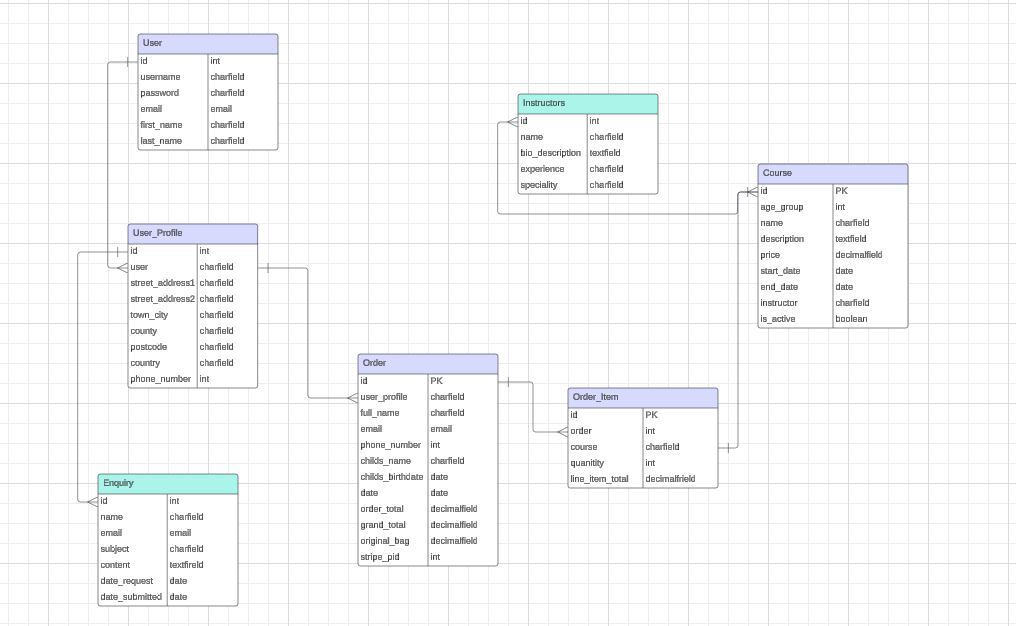 User
id int
username charfield
password charfield
email email
first_name charfield
last_name charfield
Instructors
id int
name charfield
bio_description textfield
experience charfield
speciality charfield
Course
id PK
age_group int
name charfield
description textfield
price decimalfield
start_date date
end_date date
instructor charfield
is_active boolean
User_Profile
id int
user charfield
street_address1 charfield
street_address2 charfield
town_city charfield
county charfield
postcode charfield
country charfield
phone_number int
Order
id PK
user_profile charfield
full_name charfield
email email
phone_number int
childs_name charfield
childs_birthdate date
date date
order_total decimalfield
grand_total decimalfield
original_bag decimalfield
stripe_pid int
Order_Item
id PK
order int
course charfield
quanitity int
line_item_total decimalfrield
Enquiry
id int
name charfield
email email
subject charfield
content textfireld
date_request date
date_submitted date